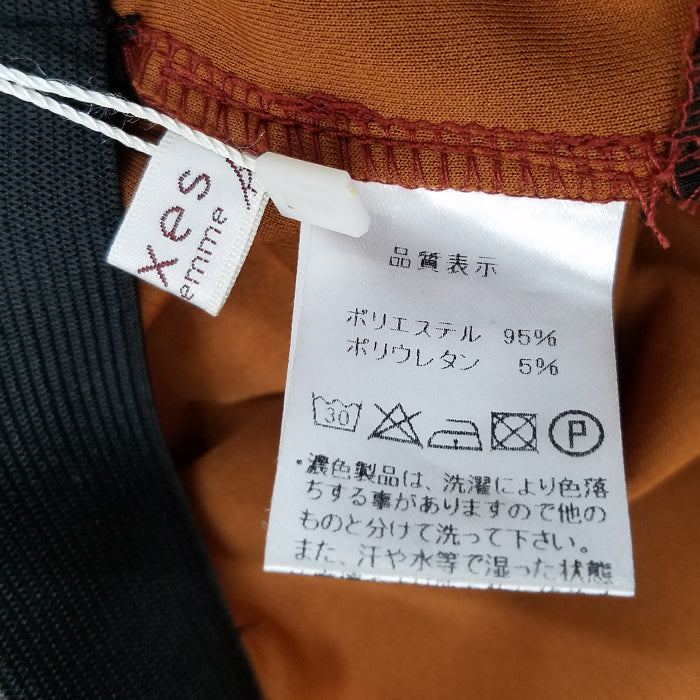 xes
emme
品質表示
ポリエステル 95%
ポリウレタン 5%
30
P
・濃色製品は、洗濯により色落
ちする事がありますので他の
ものと分けて洗って下さい。
また、汗や水等で湿った状態